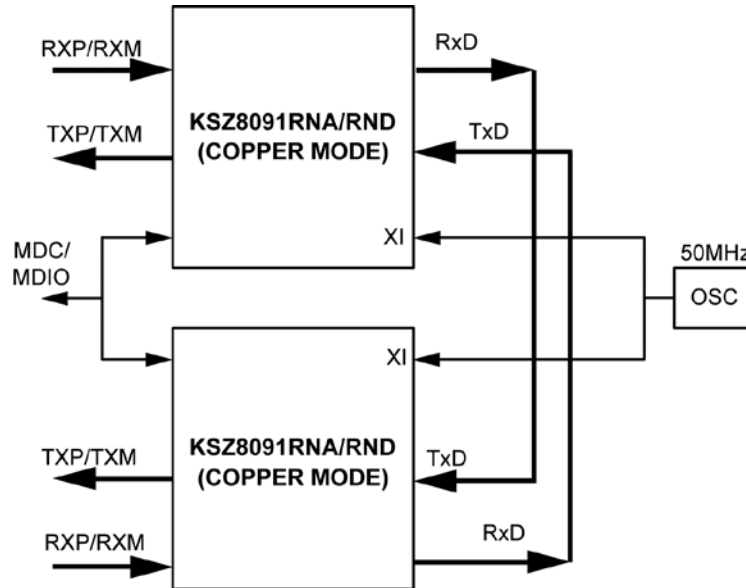 RXP/RXM
RxD
KSZ8091RNA/RND
(COPPER MODE)
TXP/TXM
TxD
XI
MDC/
MDIO
50MHz
OSC
XI
KSZ8091RNA/RND
(COPPER MODE)
TXP/TXM
TxD
RXP/RXM
RxD